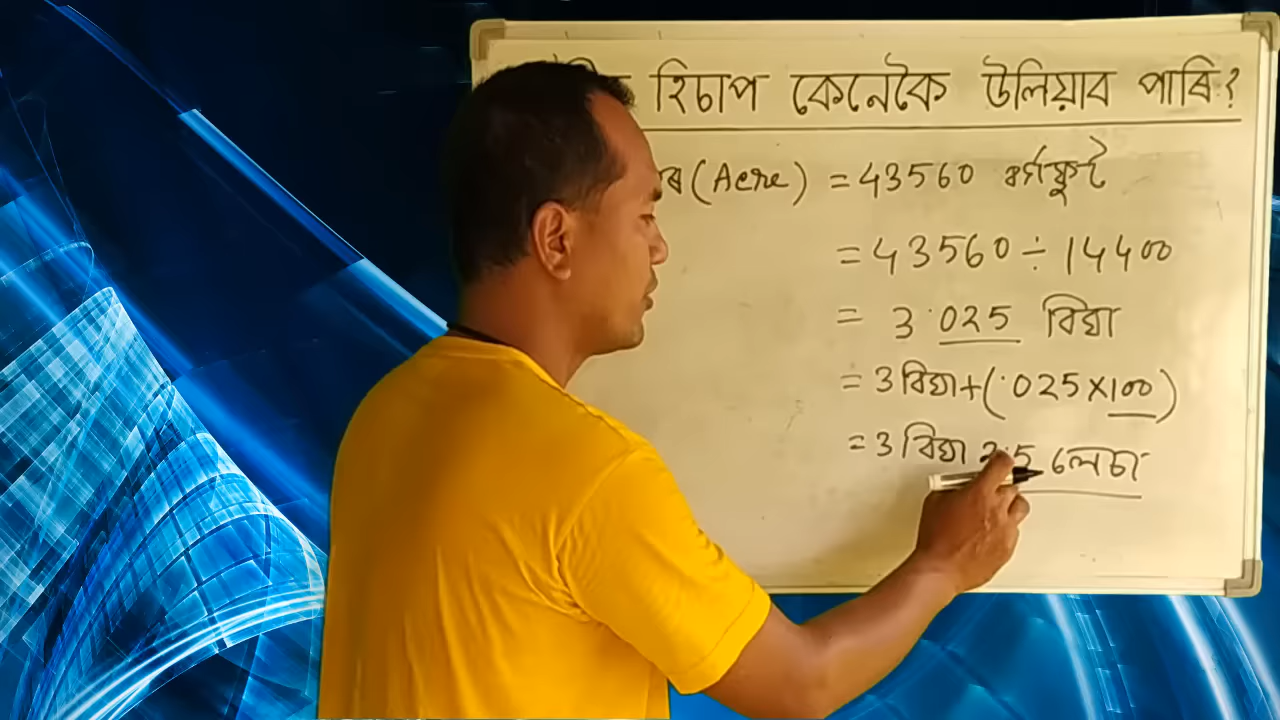 হিচাপ কেনেকৈ উলিয়াব পাৰি?
(Acre) = 43560 বৰ্গফুট
= 43560 ÷ 14400
= 3.025 বিঘা
= 3 বিঘা + (.025 × 100)
= 3 বিঘা 2.5 লেচা